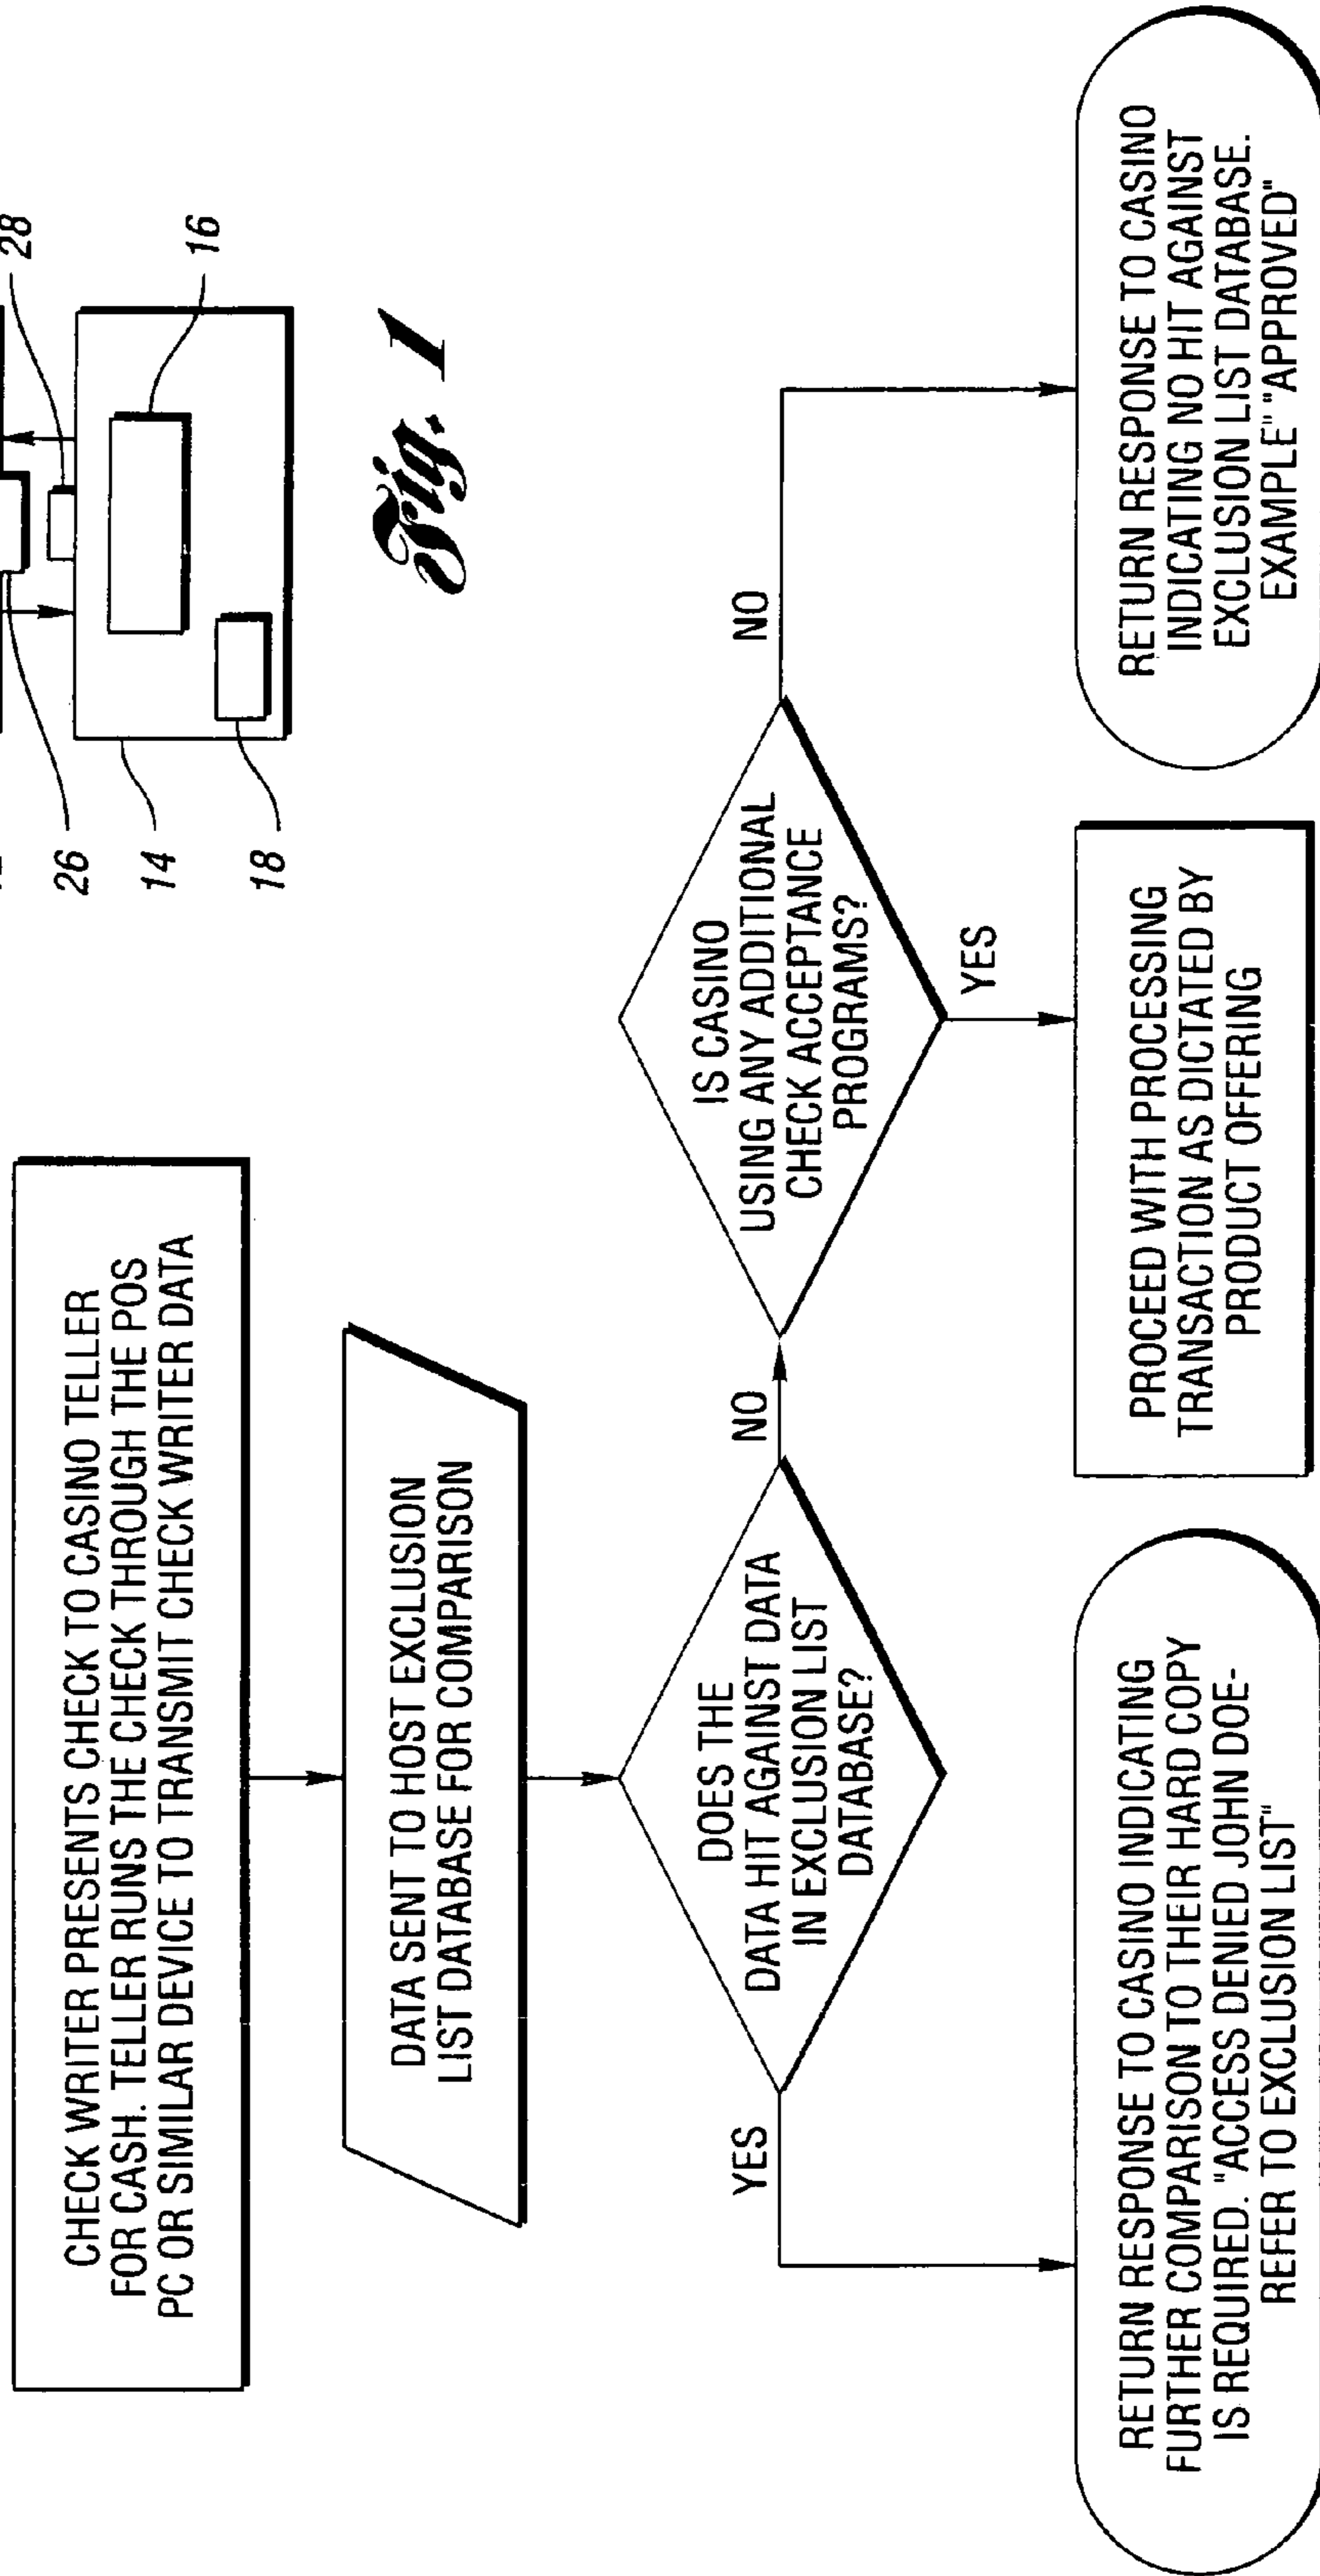 28
16
26
14
18
Fig. 1
CHECK WRITER PRESENTS CHECK TO CASINO TELLER
FOR CASH. TELLER RUNS THE CHECK THROUGH THE POS
PC OR SIMILAR DEVICE TO TRANSMIT CHECK WRITER DATA
DATA SENT TO HOST EXCLUSION
LIST DATABASE FOR COMPARISON
DOES THE
DATA HIT AGAINST DATA
IN EXCLUSION LIST
DATABASE?
YES
NO
IS CASINO
USING ANY ADDITIONAL
CHECK ACCEPTANCE
PROGRAMS?
NO
YES
RETURN RESPONSE TO CASINO INDICATING
FURTHER COMPARISON TO THEIR HARD COPY
IS REQUIRED. "ACCESS DENIED JOHN DOE-
REFER TO EXCLUSION LIST"
PROCEED WITH PROCESSING
TRANSACTION AS DICTATED BY
PRODUCT OFFERING
RETURN RESPONSE TO CASINO
INDICATING NO HIT AGAINST
EXCLUSION LIST DATABASE.
EXAMPLE" "APPROVED"